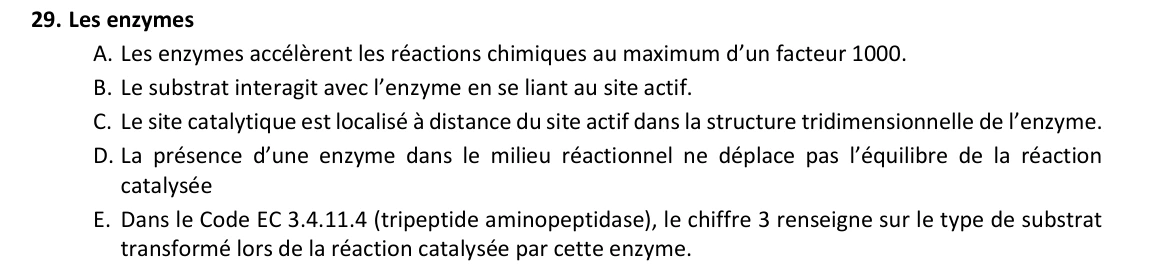 29. Les enzymes
A. Les enzymes accélèrent les réactions chimiques au maximum d’un facteur 1000.
B. Le substrat interagit avec l’enzyme en se liant au site actif.
C. Le site catalytique est localisé à distance du site actif dans la structure tridimensionnelle de l’enzyme.
D. La présence d’une enzyme dans le milieu réactionnel ne déplace pas l’équilibre de la réaction
catalysée
E. Dans le Code EC 3.4.11.4 (tripeptide aminopeptidase), le chiffre 3 renseigne sur le type de substrat
transformé lors de la réaction catalysée par cette enzyme.